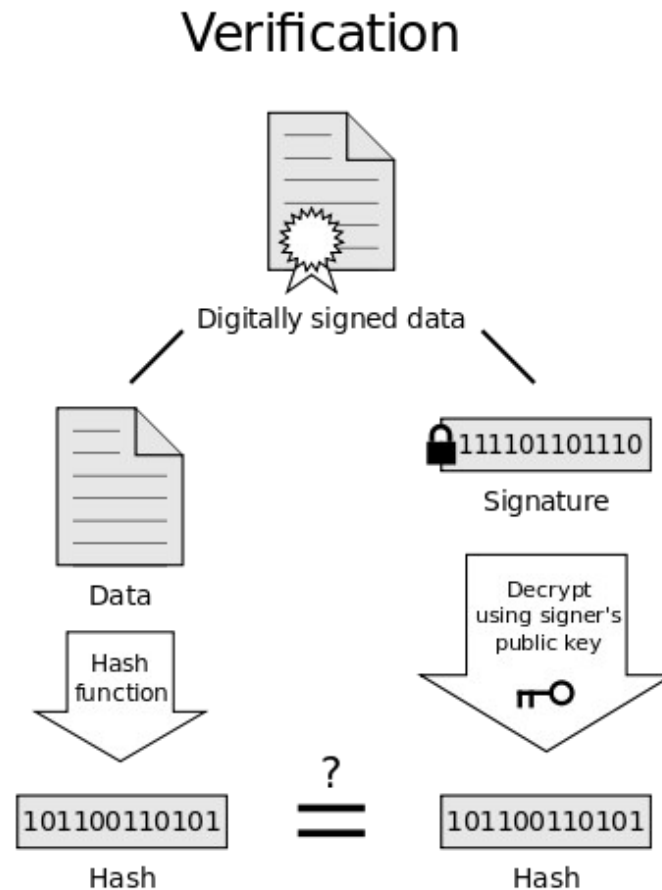 Verification
Digitally signed data
Data
Hash
function
101100110101
Hash
?
=
111101101110
Signature
Decrypt
using signer's
public key
101100110101
Hash